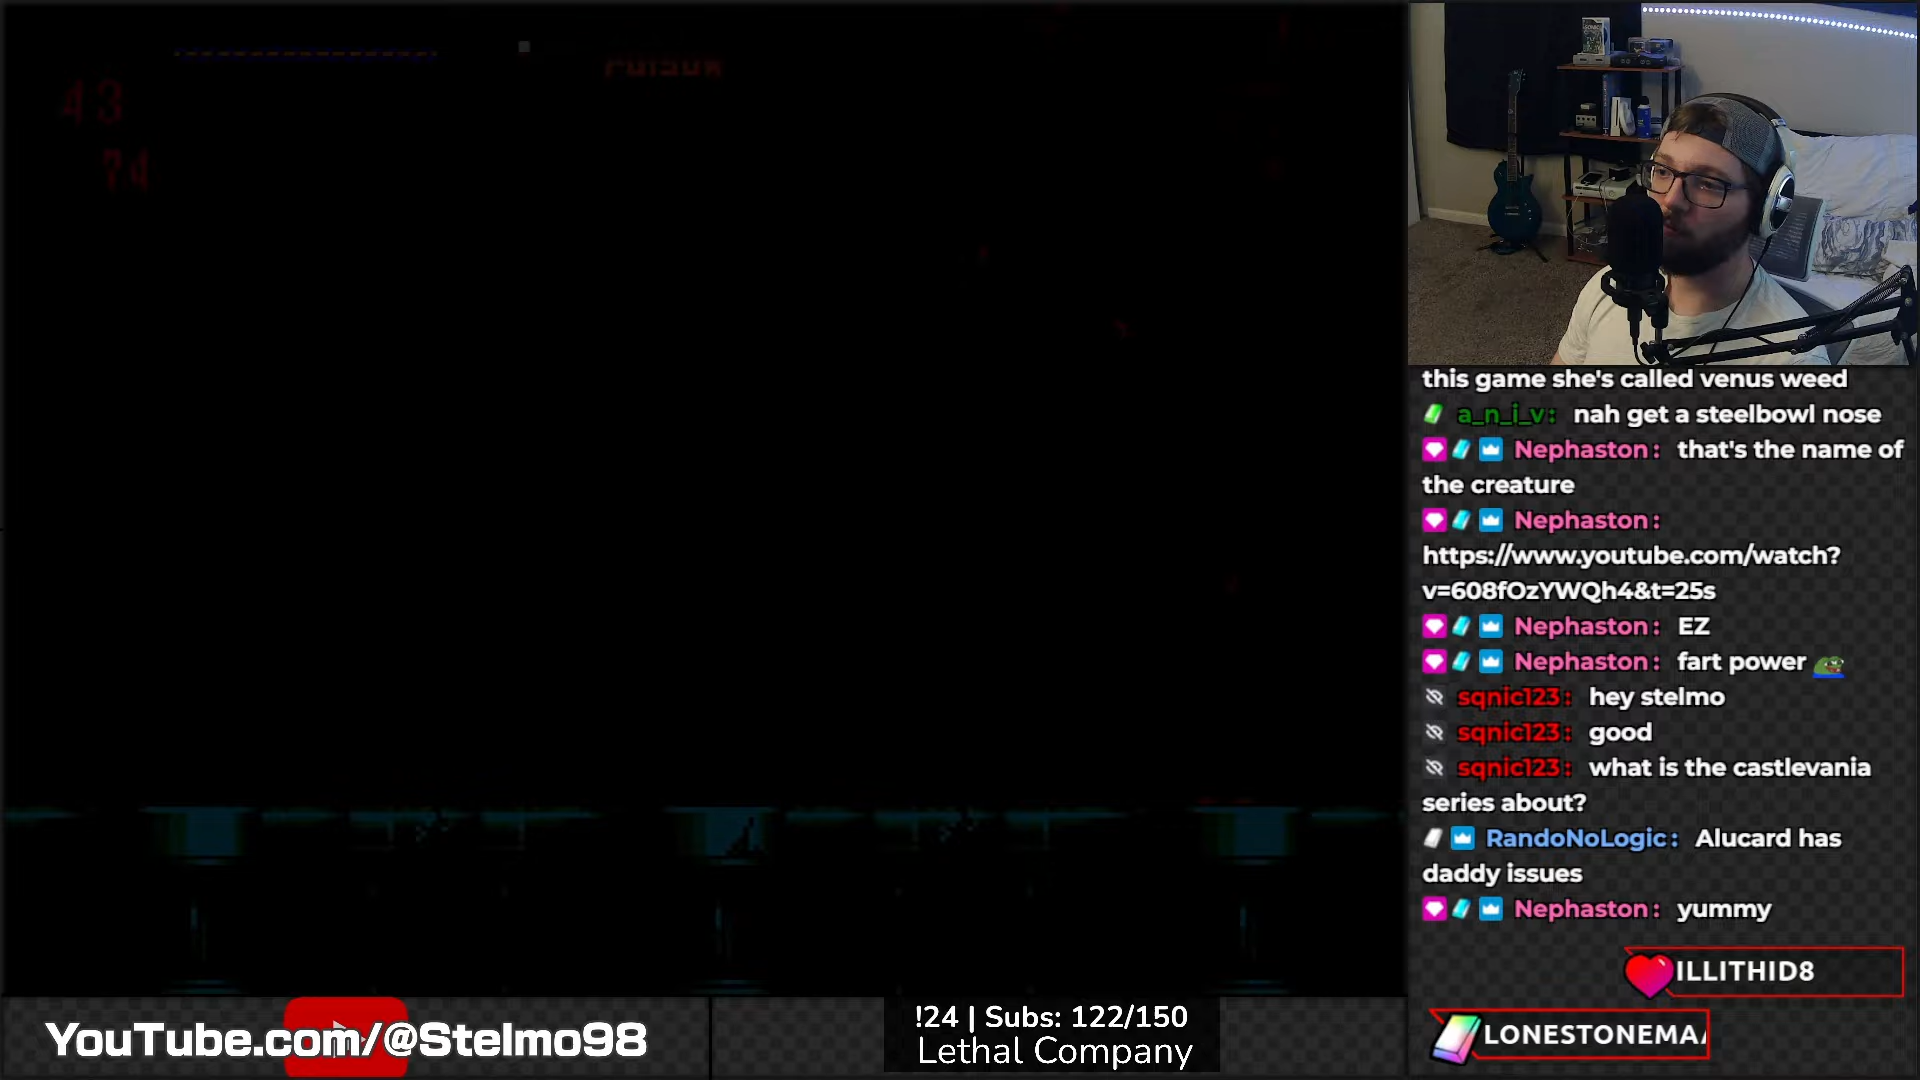 43
74
Poison
this game she's called venus weed
a_n_i_v: nah get a steelbowl nose
Nephaston: that's the name of
the creature
Nephaston:
https://www.youtube.com/watch?
v=608fOzYWQh4&t=25s
Nephaston: EZ
Nephaston: fart power
sqnic123: hey stelmo
sqnic123: good
sqnic123: what is the castlevania
series about?
RandoNoLogic: Alucard has
daddy issues
Nephaston: yummy
ILLITHID8
LONESTONEMA
YouTube.com/@Stelmo98
!24 | Subs: 122/150
Lethal Company